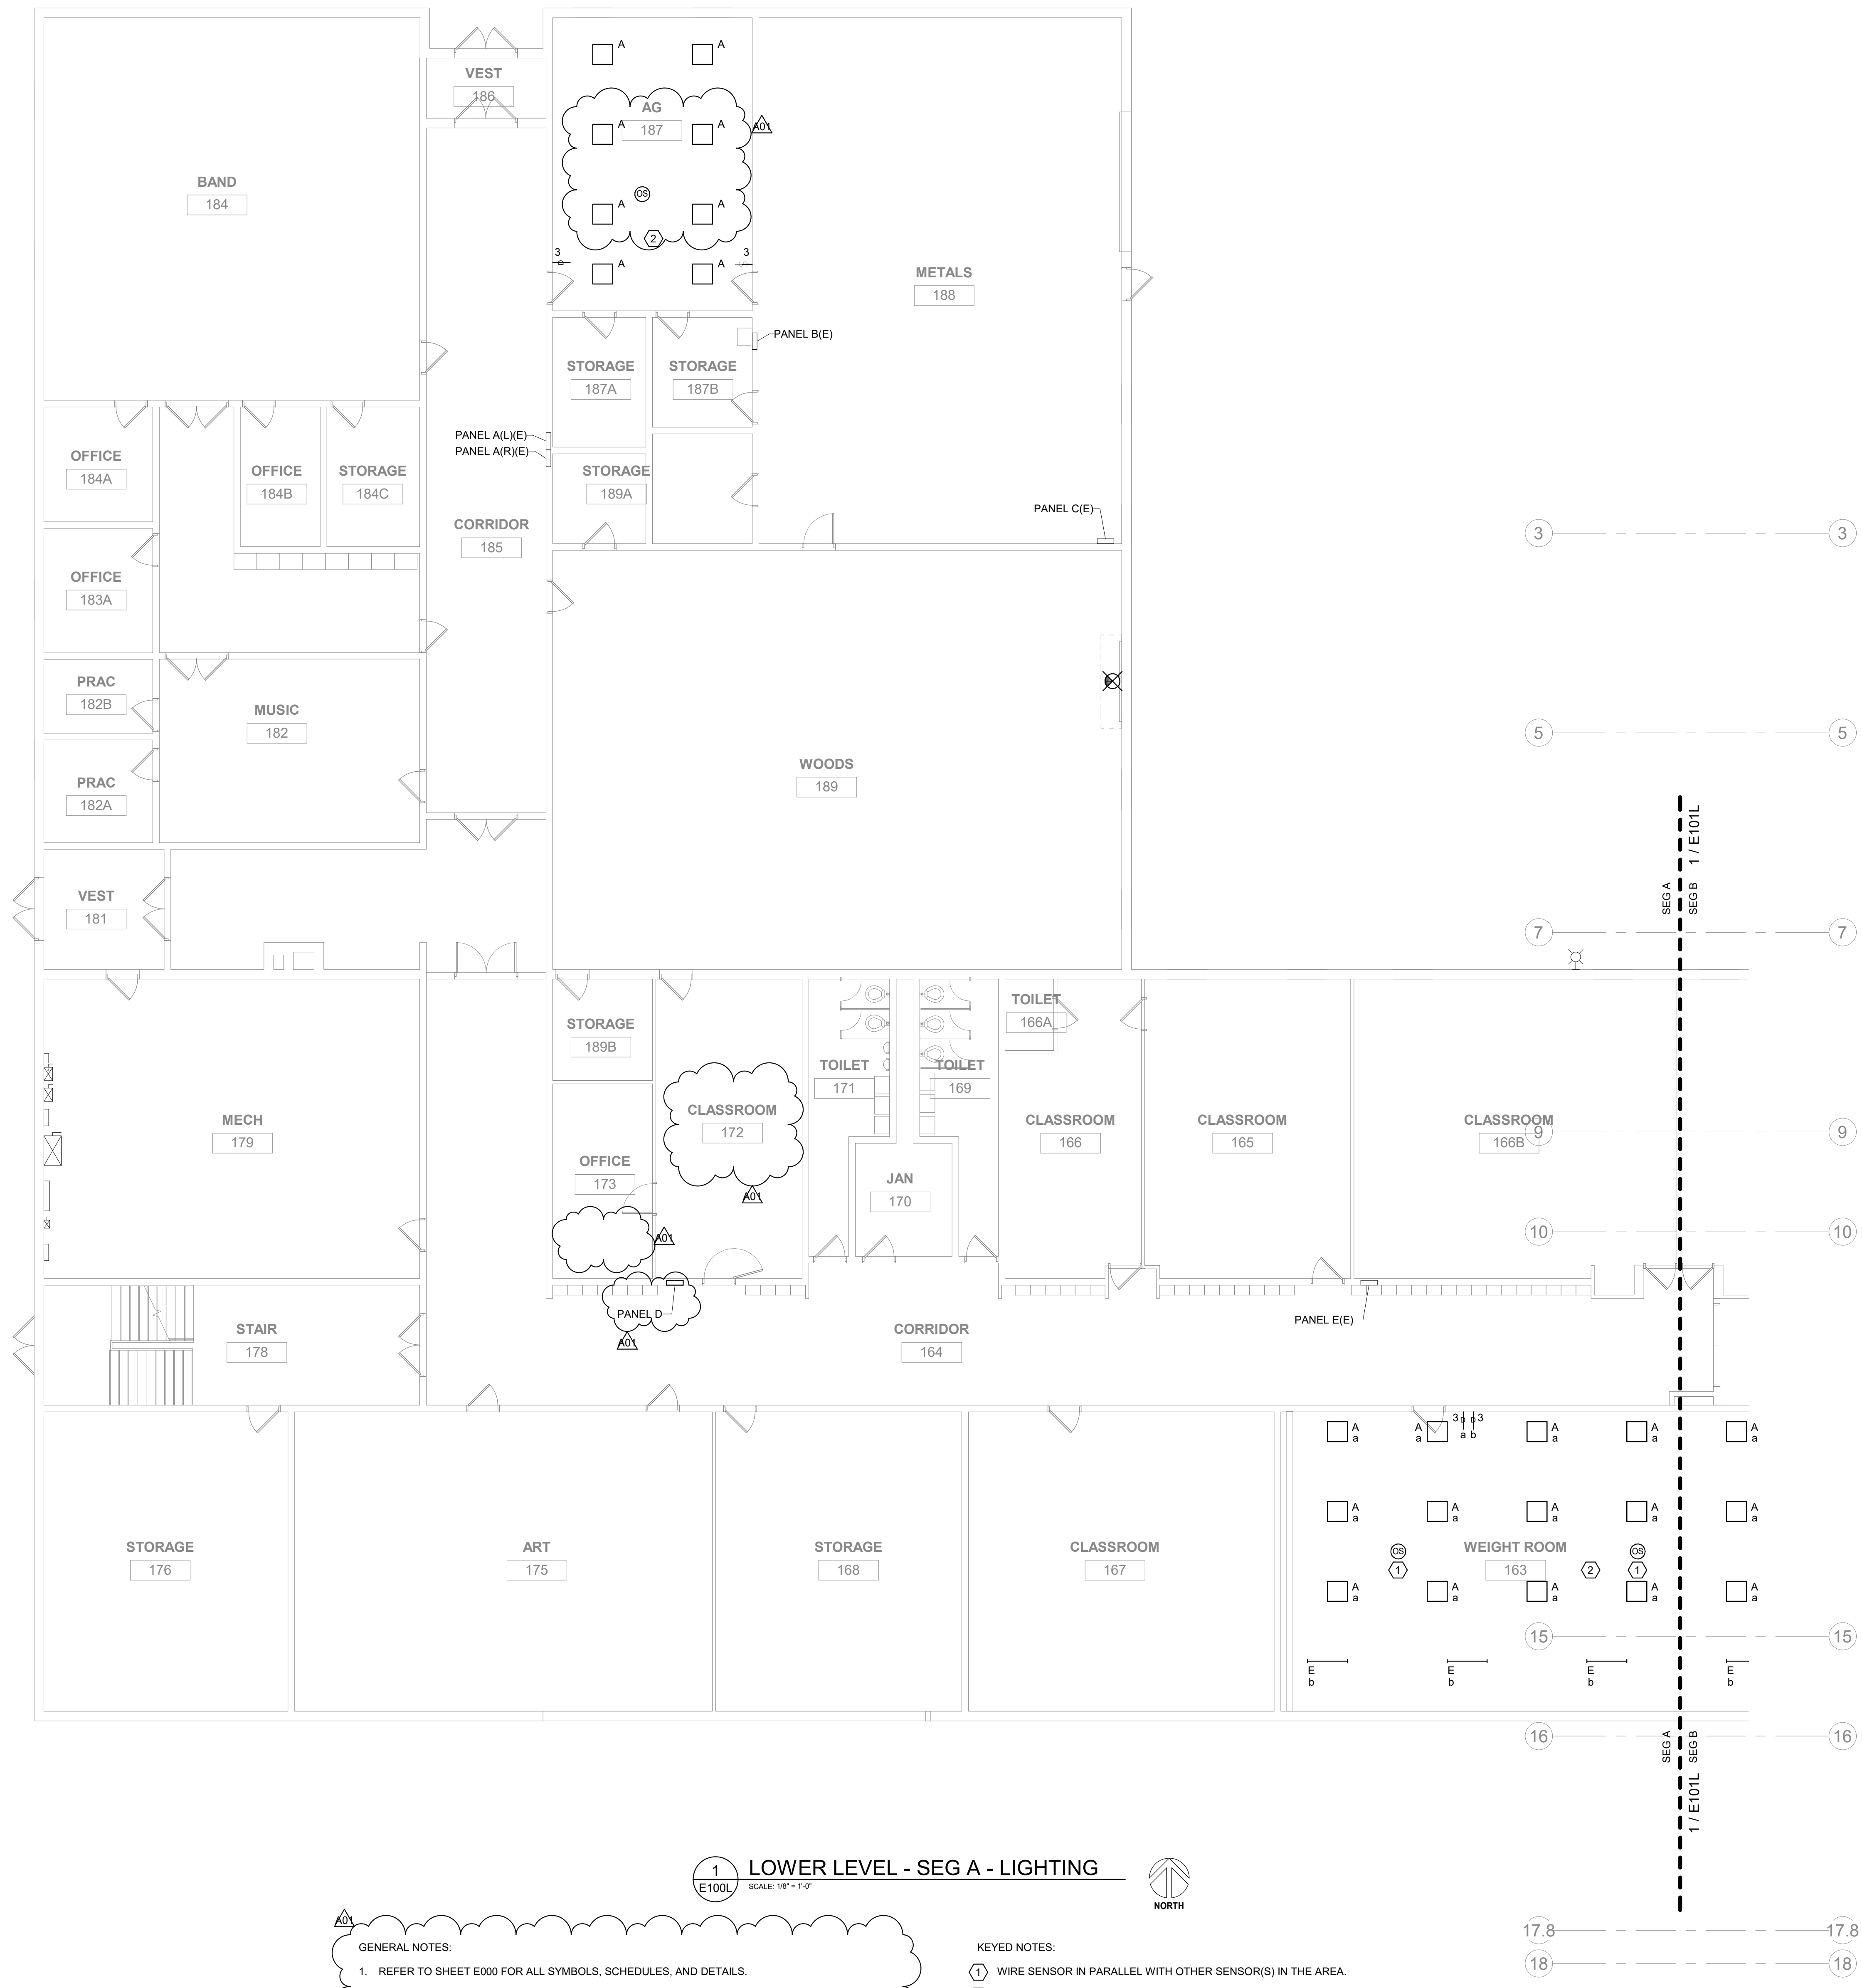 VEST
186
A
A
AG
187
A
A
A01
BAND
184
OS
A
A
2
3
3
A
A
METALS
188
PANEL B(E)
STORAGE
187A
STORAGE
187B
PANEL A(L)(E)
PANEL A(R)(E)
OFFICE
184A
OFFICE
184B
STORAGE
184C
STORAGE
189A
PANEL C(E)
CORRIDOR
185
3
3
OFFICE
183A
PRAC
182B
MUSIC
182
5
5
WOODS
189
PRAC
182A
SEG A
SEG B
1 / E101L
VEST
181
7
7
STORAGE
189B
TOILET
166A
TOILET
171
TOILET
169
MECH
179
CLASSROOM
172
CLASSROOM
166
CLASSROOM
165
CLASSROOM
166B
9
9
OFFICE
173
A01
JAN
170
A01
10
10
PANEL D
A01
PANEL E(E)
STAIR
178
CORRIDOR
164
A
a
A
a
3
a
3
b
A
a
A
a
A
a
A
a
A
a
A
a
A
a
A
a
STORAGE
176
ART
175
STORAGE
168
CLASSROOM
167
OS
1
WEIGHT ROOM
163
2
OS
1
A
a
A
a
A
a
A
a
A
a
15
15
E
b
E
b
E
b
E
b
16
16
SEG A
SEG B
1 / E101L
1
E100L
LOWER LEVEL - SEG A - LIGHTING
SCALE: 1/8" = 1'-0"
NORTH
A01
17.8
17.8
GENERAL NOTES:
1. REFER TO SHEET E000 FOR ALL SYMBOLS, SCHEDULES, AND DETAILS.
KEYED NOTES:
1 WIRE SENSOR IN PARALLEL WITH OTHER SENSOR(S) IN THE AREA.
18
18